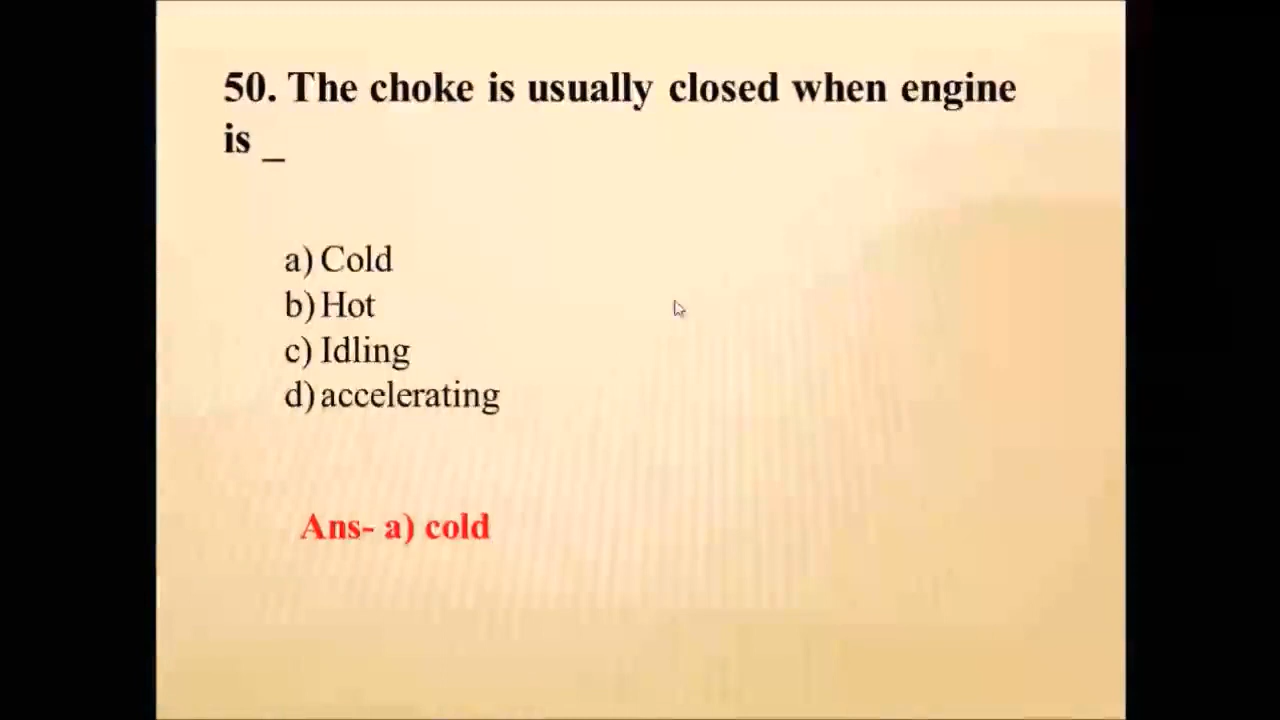 50. The choke is usually closed when engine
is _
a) Cold
b) Hot
c) Idling
d) accelerating
Ans- a) cold